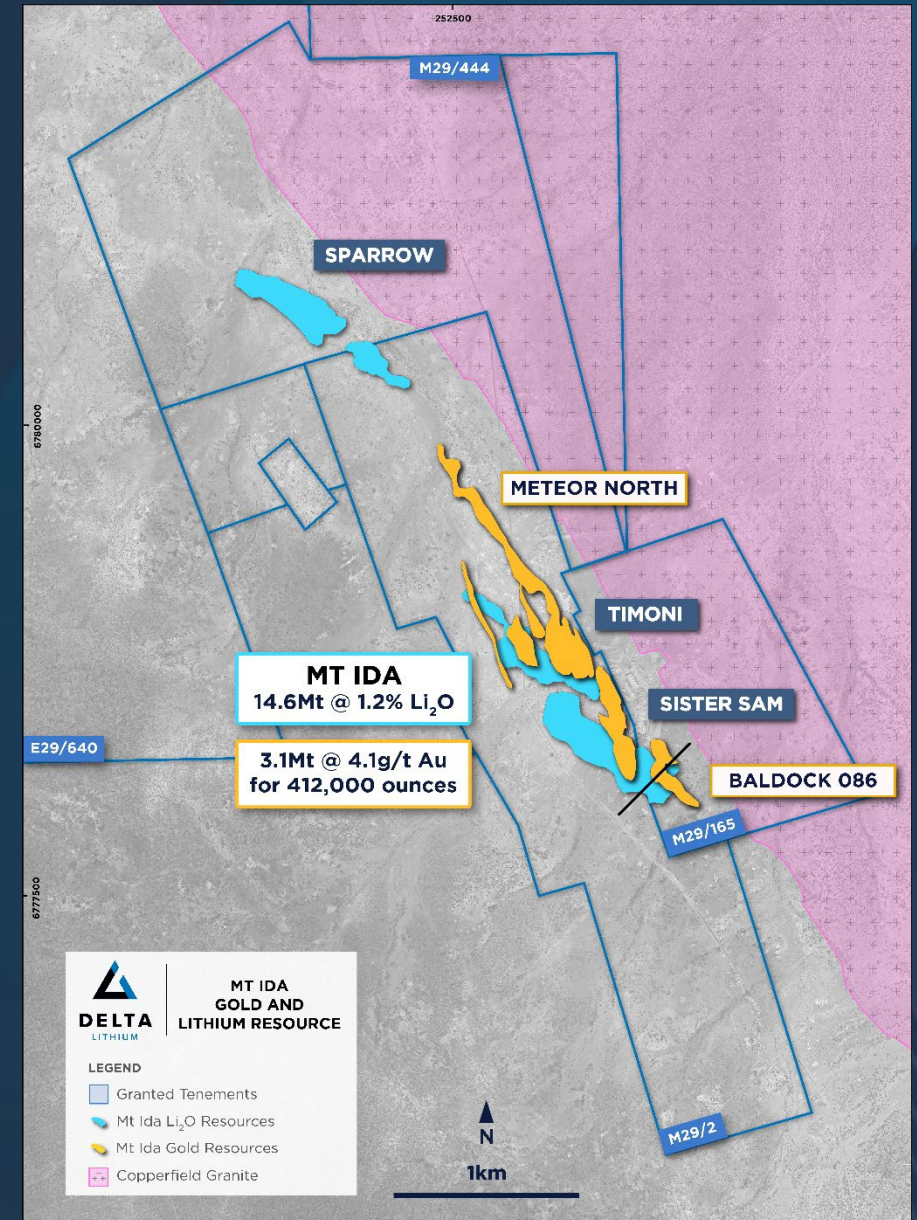 252500
M29/444
SPARROW
6780000
METEOR NORTH
TIMONI
MT IDA
14.6Mt @ 1.2% Li₂O
SISTER SAM
E29/640
3.1Mt @ 4.1g/t Au
for 412,000 ounces
BALDOCK 086
M29/165
6777500
DELTA
LITHIUM
MT IDA
GOLD AND
LITHIUM RESOURCE
LEGEND
Granted Tenements
Mt Ida Li₂O Resources
Mt Ida Gold Resources
Copperfield Granite
N
1km
M29/2